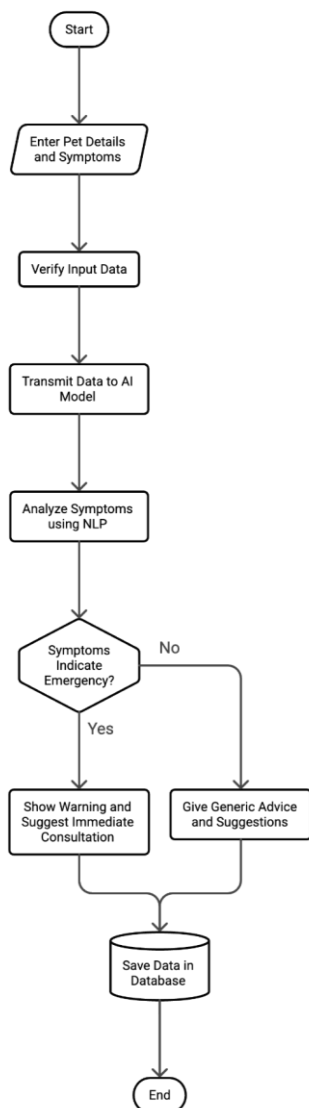 Start
Enter Pet Details
and Symptoms
Verify Input Data
Transmit Data to AI
Model
Analyze Symptoms
using NLP
Symptoms
Indicate
Emergency?
No
Yes
Show Warning and
Suggest Immediate
Consultation
Give Generic Advice
and Suggestions
Save Data in
Database
End